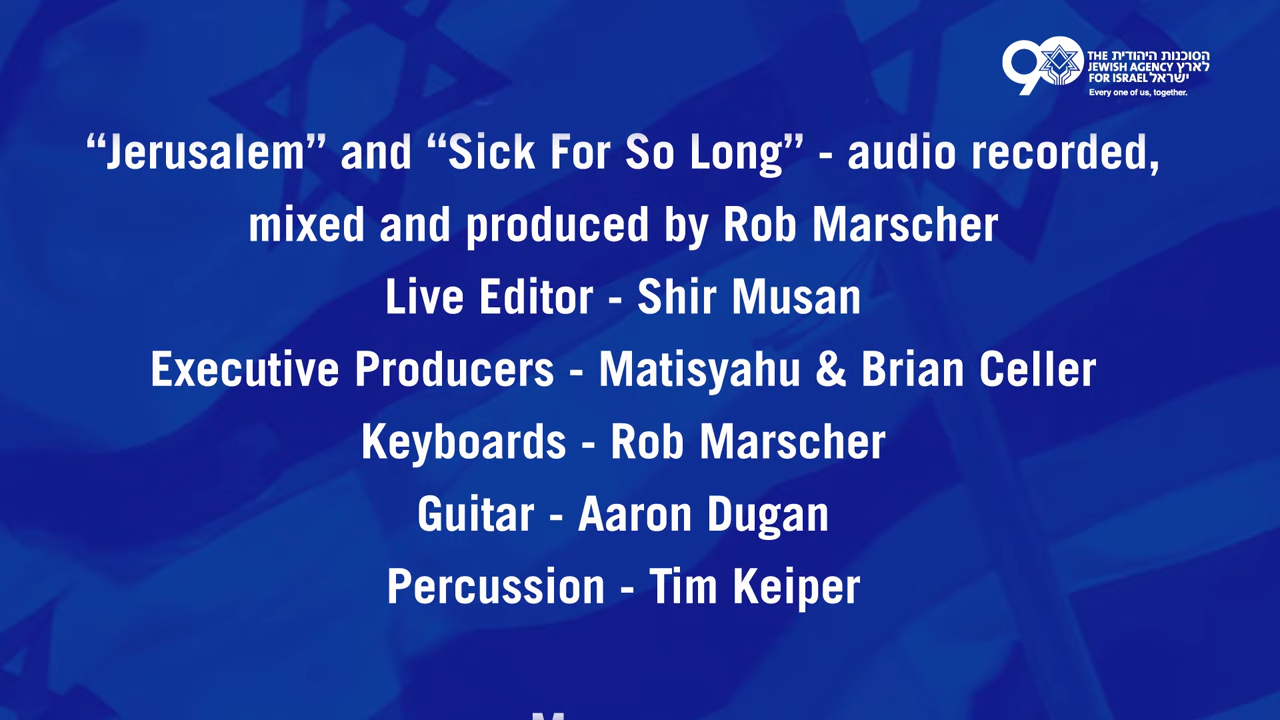 90
THE הסוכנות היהודית
JEWISH AGENCY לארץ
FOR ISRAEL ישראל
Every one of us, together.
“Jerusalem” and “Sick For So Long” - audio recorded,
mixed and produced by Rob Marscher
Live Editor - Shir Musan
Executive Producers - Matisyahu & Brian Celler
Keyboards - Rob Marscher
Guitar - Aaron Dugan
Percussion - Tim Keiper